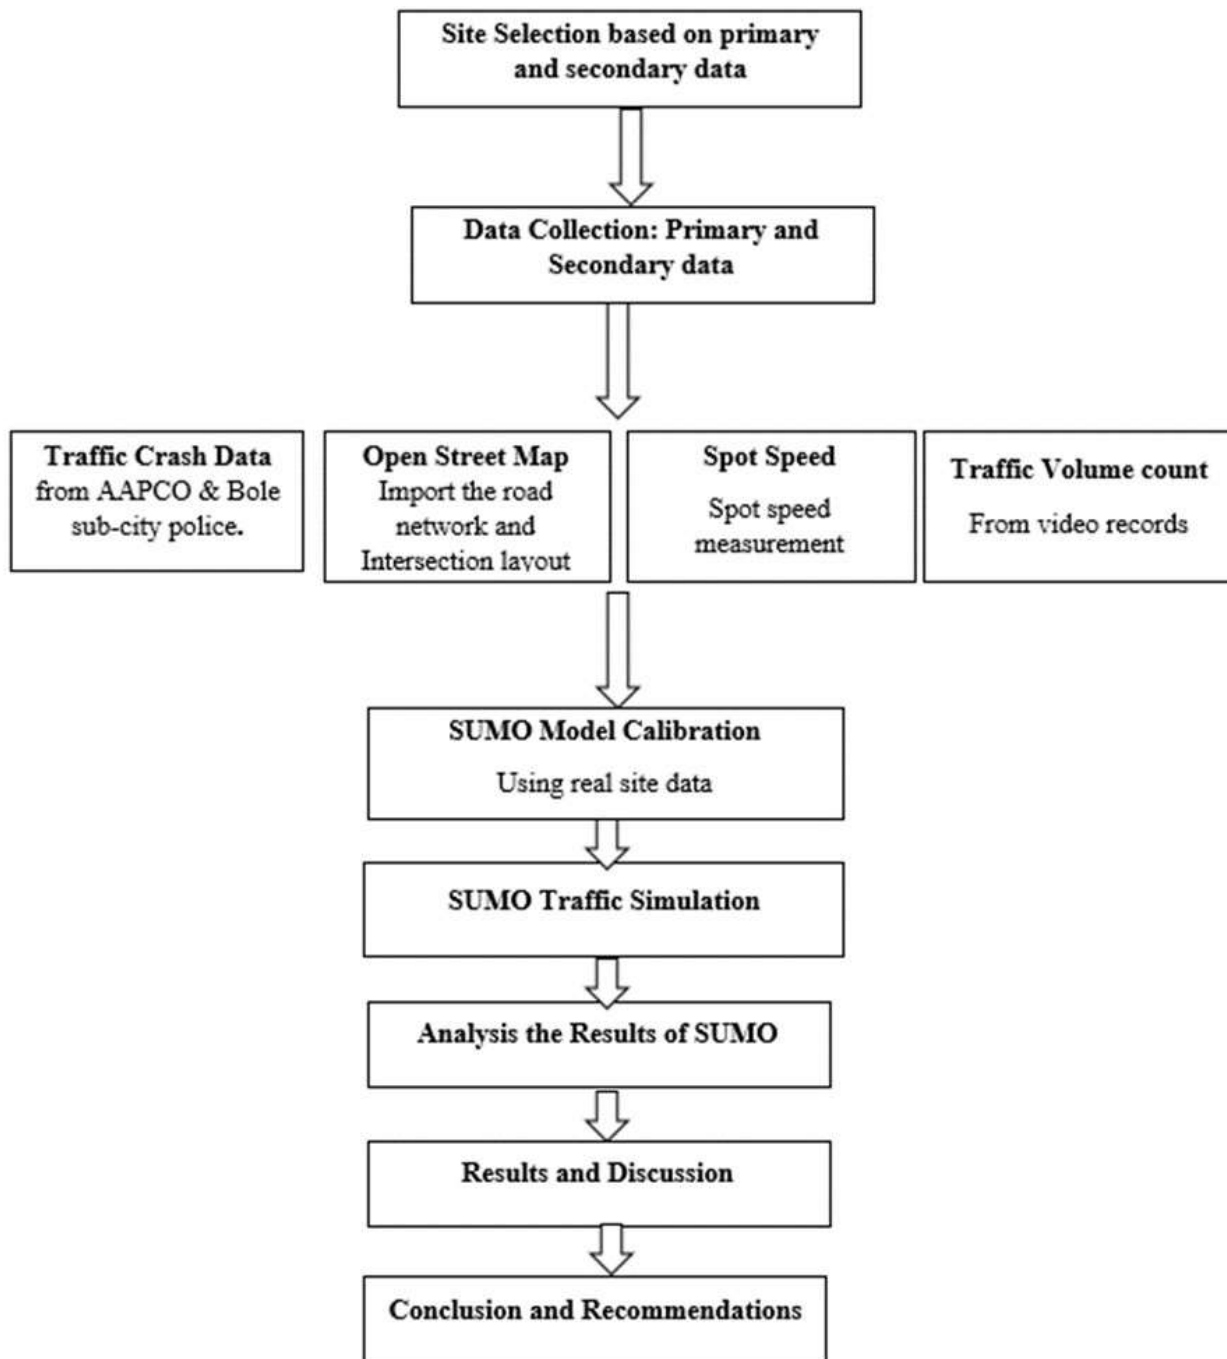 Site Selection based on primary
and secondary data
Data Collection: Primary and
Secondary data
Traffic Crash Data
from AAPCO & Bole
sub-city police.
Open Street Map
Import the road
network and
Intersection layout
Spot Speed
Spot speed
measurement
Traffic Volume count
From video records
SUMO Model Calibration
Using real site data
SUMO Traffic Simulation
Analysis the Results of SUMO
Results and Discussion
Conclusion and Recommendations